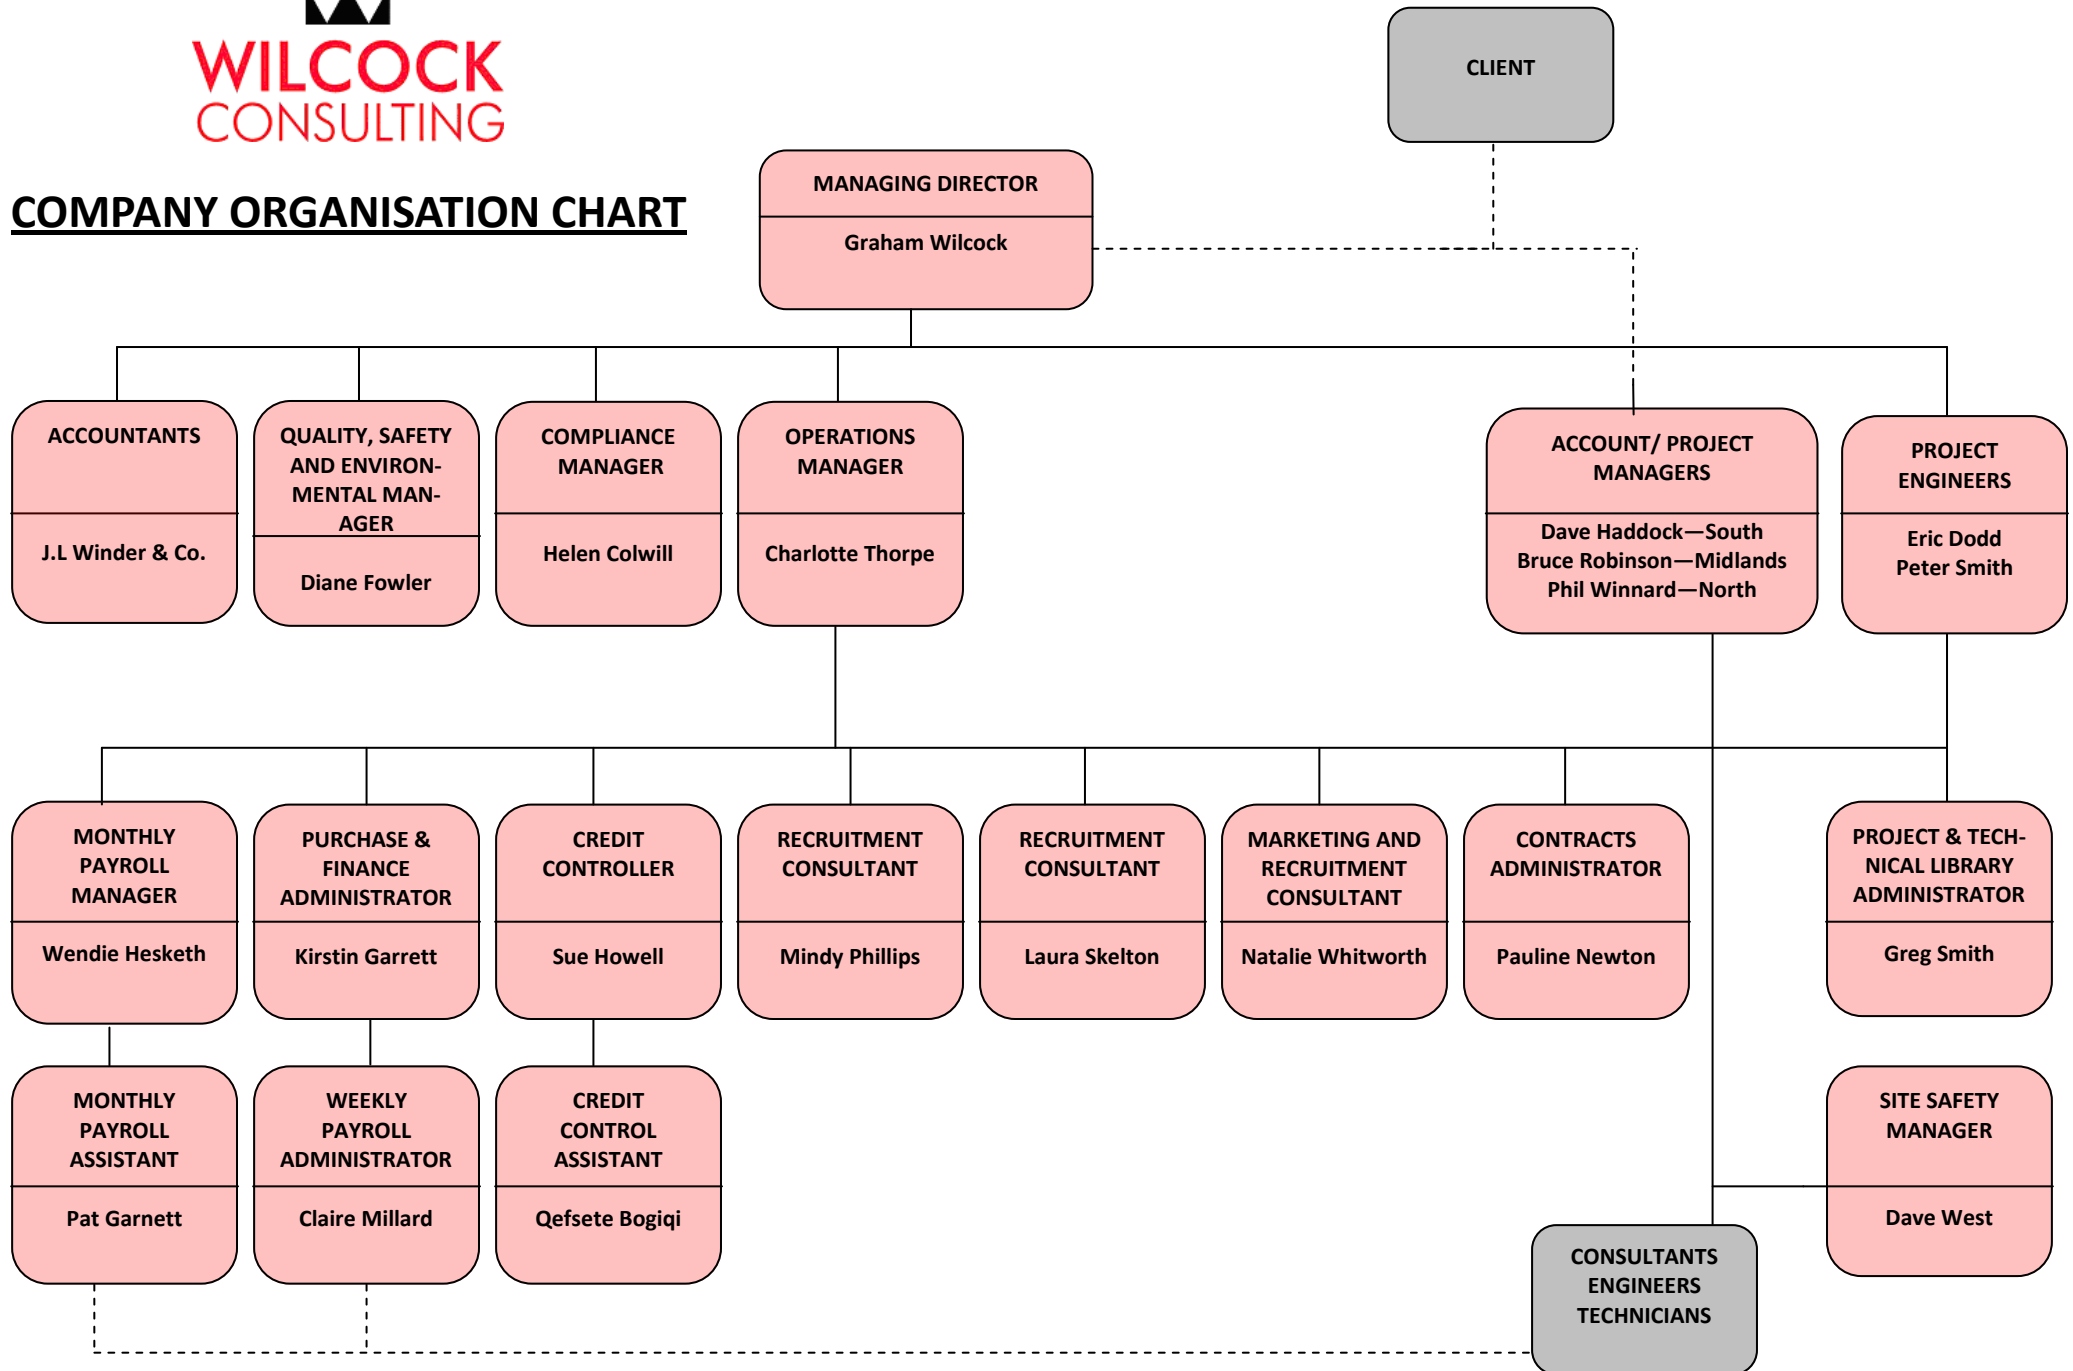 WILCOCK
CONSULTING
COMPANY ORGANISATION CHART
CLIENT
MANAGING DIRECTOR
Graham Wilcock
ACCOUNTANTS
J.L Winder & Co.
QUALITY, SAFETY
AND ENVIRON-
MENTAL MAN-
AGER
Diane Fowler
COMPLIANCE
MANAGER
Helen Colwill
OPERATIONS
MANAGER
Charlotte Thorpe
ACCOUNT/ PROJECT
MANAGERS
Dave Haddock—South
Bruce Robinson—Midlands
Phil Winnard—North
PROJECT
ENGINEERS
Eric Dodd
Peter Smith
MONTHLY
PAYROLL
MANAGER
Wendie Hesketh
PURCHASE &
FINANCE
ADMINISTRATOR
Kirstin Garrett
CREDIT
CONTROLLER
Sue Howell
RECRUITMENT
CONSULTANT
Mindy Phillips
RECRUITMENT
CONSULTANT
Laura Skelton
MARKETING AND
RECRUITMENT
CONSULTANT
Natalie Whitworth
CONTRACTS
ADMINISTRATOR
Pauline Newton
PROJECT & TECH-
NICAL LIBRARY
ADMINISTRATOR
Greg Smith
MONTHLY
PAYROLL
ASSISTANT
Pat Garnett
WEEKLY
PAYROLL
ADMINISTRATOR
Claire Millard
CREDIT
CONTROL
ASSISTANT
Qefsete Bogiqi
SITE SAFETY
MANAGER
Dave West
CONSULTANTS
ENGINEERS
TECHNICIANS